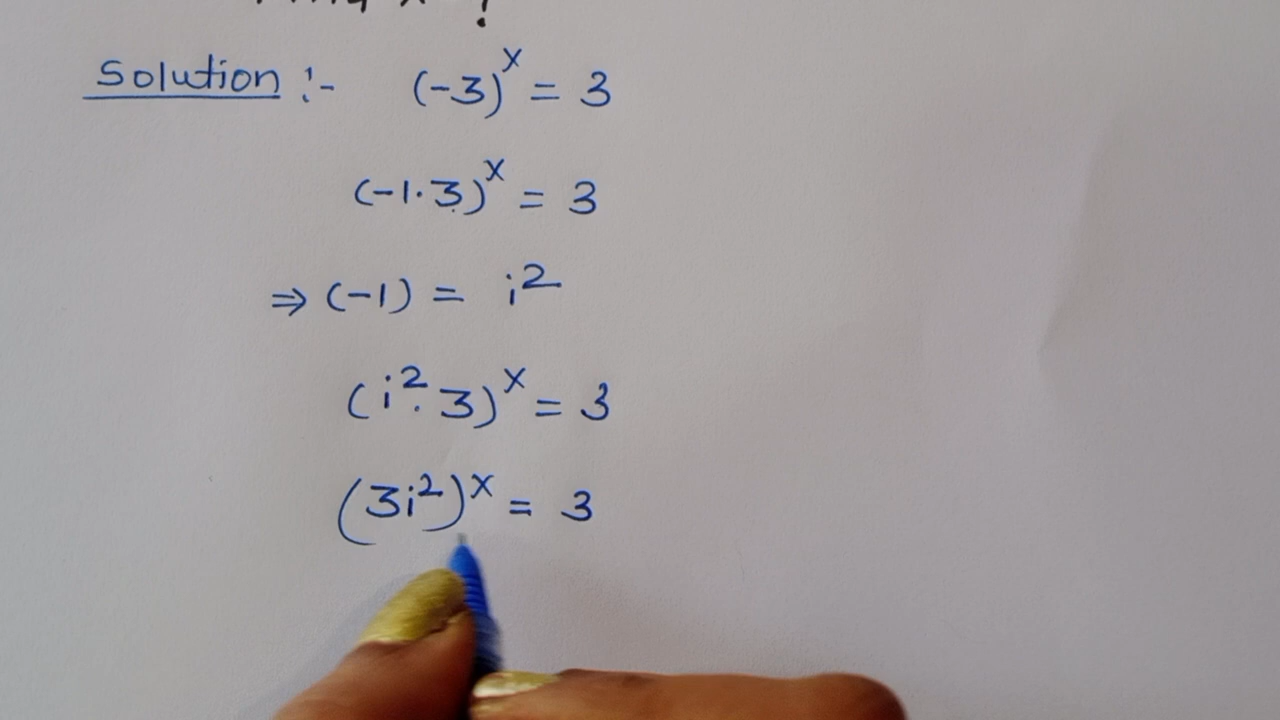 Solution :- (-3)^x = 3
(-1.3)^x = 3
⇒ (-1) = i^2
(i^2. 3)^x = 3
(3i^2)^x = 3